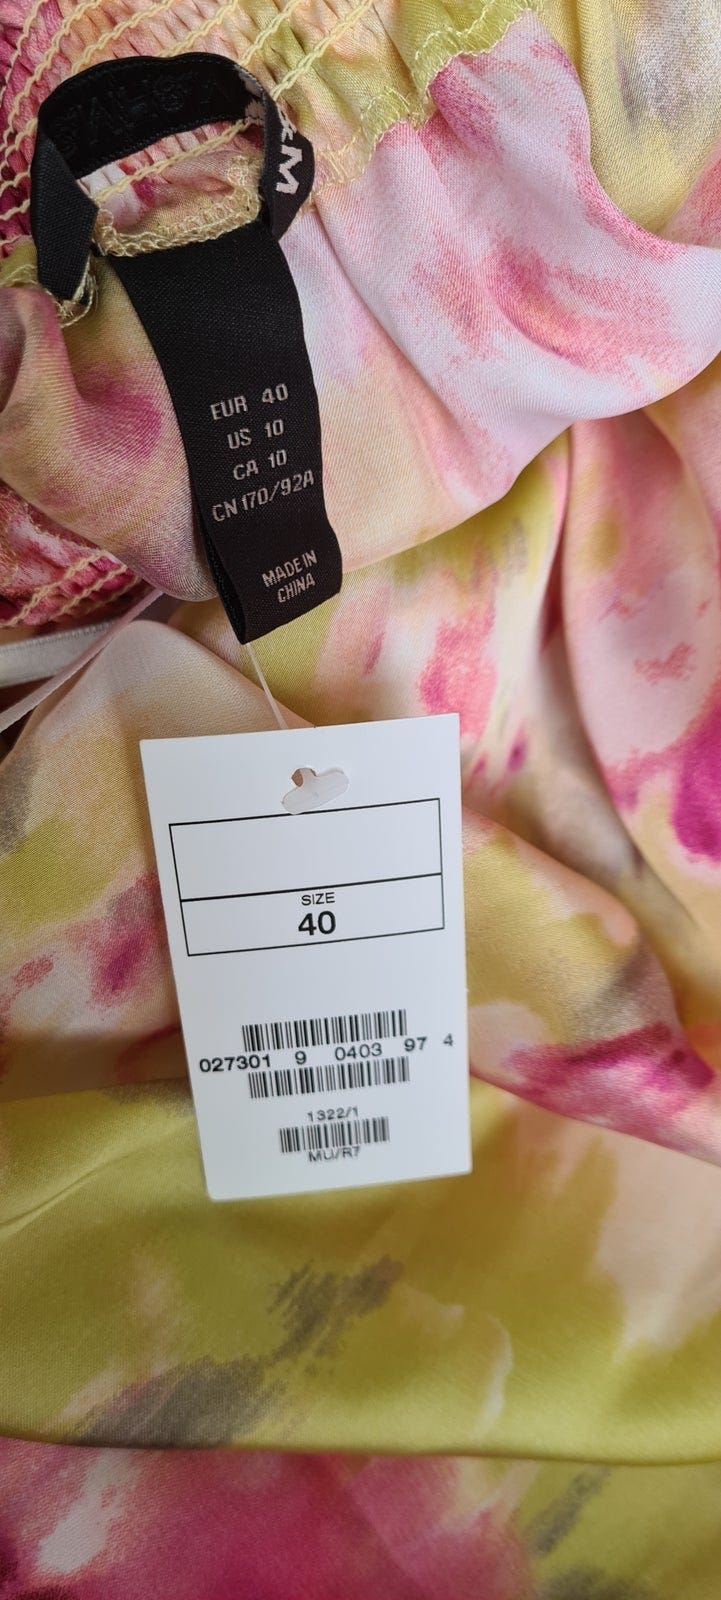 &M
EUR 40
US 10
CA 10
CN 170/92A
MADE IN
CHINA
SIZE
40
027301 9 0403 97 4
1322/1
MU/R7